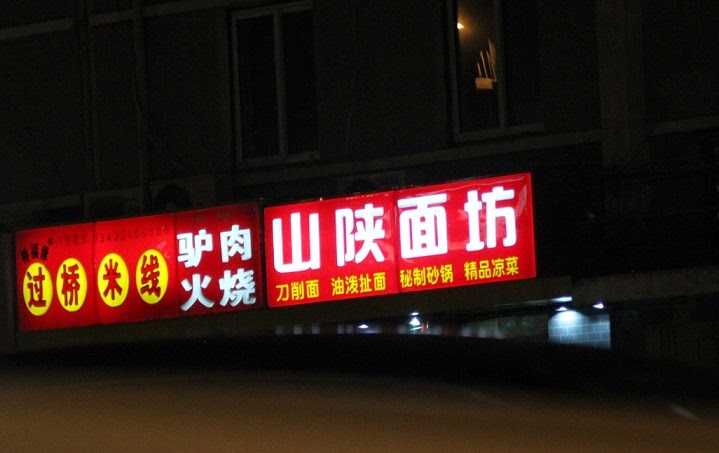 过桥米线
驴肉
火烧
山陕面坊
刀削面 油泼扯面 秘制砂锅 精品凉菜